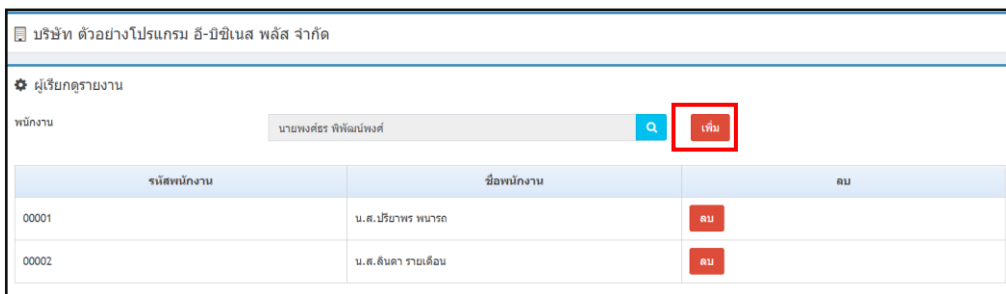 บริษัท ตัวอย่างโปรแกรม อี-บิซิเนส พลัส จำกัด
ผู้เรียกดูรายงาน
พนักงาน นายพงศ์ธร พิพัฒน์พงศ์ เพิ่ม
รหัสพนักงาน ชื่อพนักงาน ลบ
00001 น.ส.ปรียาพร พนารถ ลบ
00002 น.ส.ลินดา รายเดือน ลบ